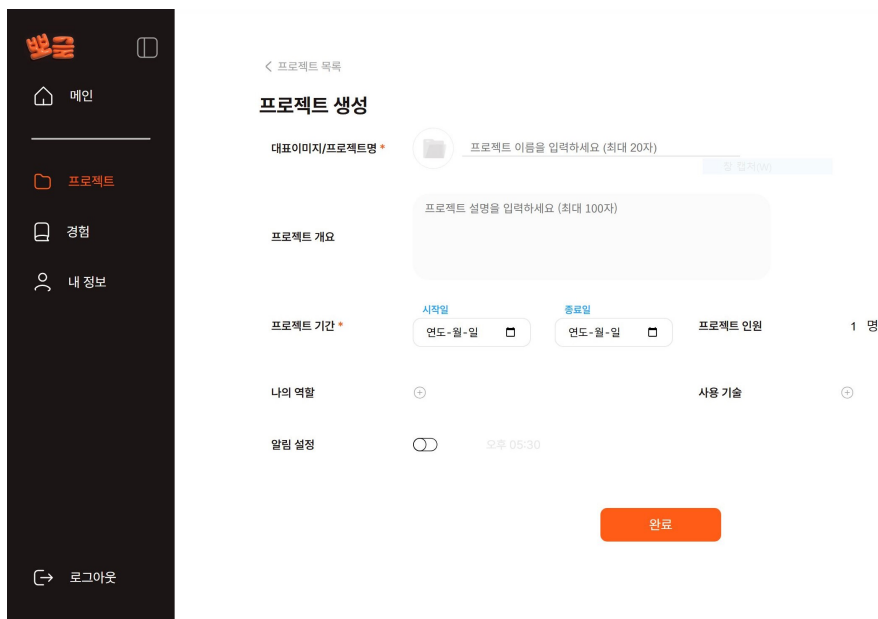 뽀글
메인
프로젝트
경험
내 정보
로그아웃
프로젝트 목록
프로젝트 생성
대표이미지/프로젝트명 *
프로젝트 이름을 입력하세요 (최대 20자)
프로젝트 개요
프로젝트 설명을 입력하세요 (최대 100자)
프로젝트 기간 *
시작일
연도-월-일
종료일
연도-월-일
프로젝트 인원
1 명
나의 역할
사용 기술
알림 설정
오후 05:30
완료